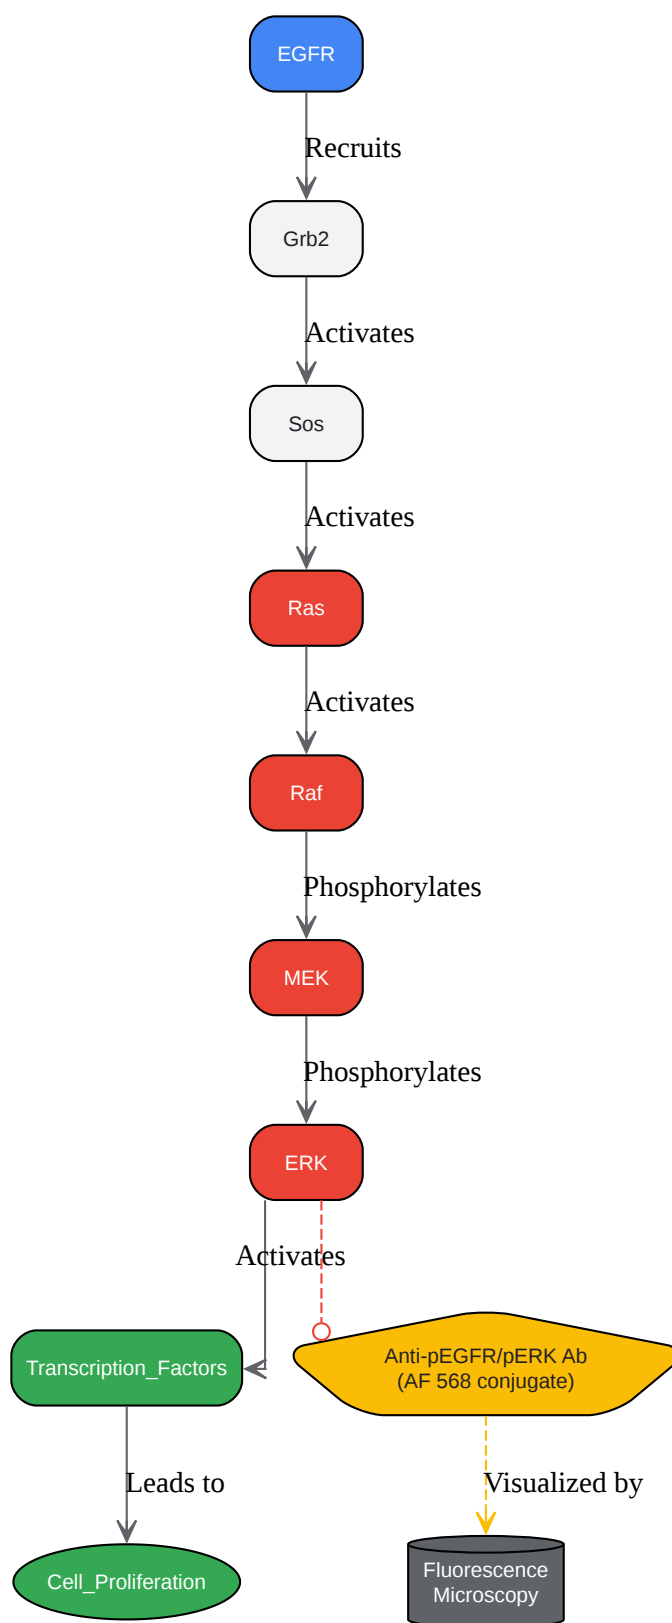 EGFR
Recruits
Grb2
Activates
Sos
Activates
Ras
Activates
Raf
Phosphorylates
MEK
Phosphorylates
ERK
Activates
Transcription_Factors
Anti-pEGFR/pERK Ab
(AF 568 conjugate)
Leads to
Visualized by
Cell_Proliferation
Fluorescence
Microscopy